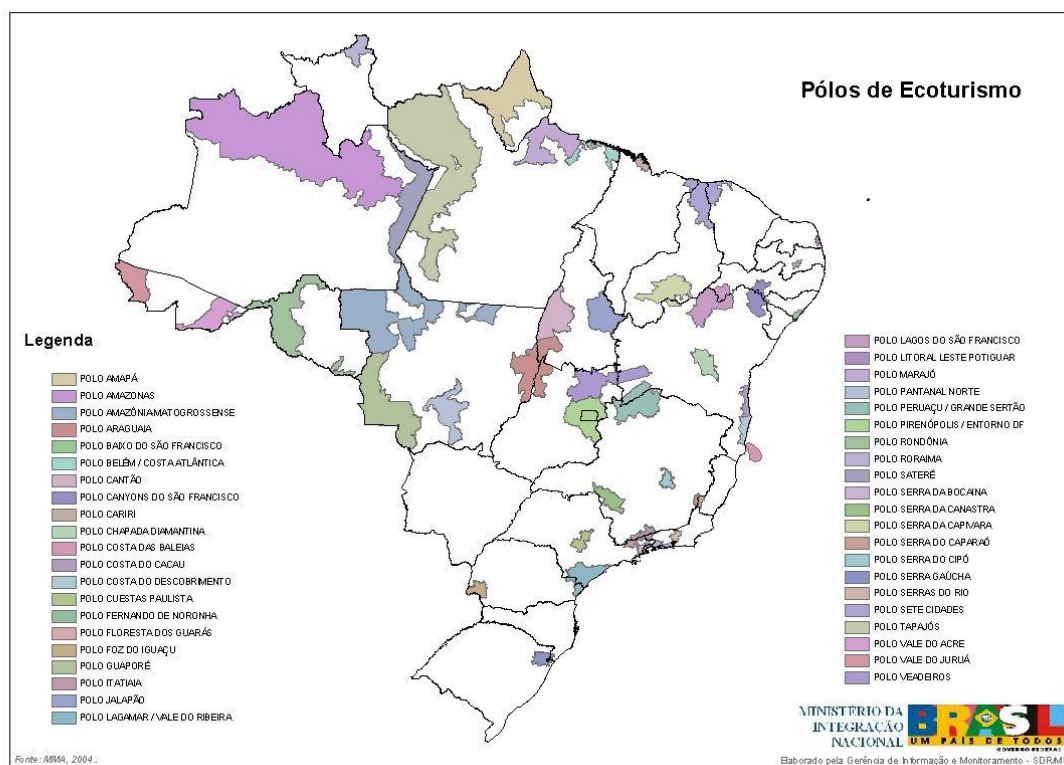 Pólos de Ecoturismo
Legenda
POLO AMAPÁ
POLO AMAZONAS
POLO AMAZÔNIA MATOGROSSENSE
POLO ARAGUAIA
POLO BAIXO DO SÃO FRANCISCO
POLO BELÉM / COSTA ATLÂNTICA
POLO CANTÃO
POLO CANYONS DO SÃO FRANCISCO
POLO CARIRI
POLO CHAPADA DIAMANTINA
POLO COSTA DAS BALEIAS
POLO COSTA DO CACAU
POLO COSTA DO DESCOBRIMENTO
POLO CUESTAS PAULISTA
POLO FERNANDO DE NORONHA
POLO FLORESTA DOS GUARÁS
POLO FOZ DO IGUAÇU
POLO GUAPORÉ
POLO ITATIAIA
POLO JALAPÃO
POLO LAGAMAR / VALE DO RIBEIRA
POLO LAGOS DO SÃO FRANCISCO
POLO LITORAL LESTE POTIGUAR
POLO MARAJÓ
POLO PANTANAL NORTE
POLO PERUAÇU / GRANDE SERTÃO
POLO PIRENÓPOLIS / ENTORNO DF
POLO RONDÔNIA
POLO RORAIMA
POLO SATERÉ
POLO SERRA DA BOCAINA
POLO SERRA DA CANASTRA
POLO SERRA DA CAPIVARA
POLO SERRA DO CAPARAÓ
POLO SERRA DO CIPÓ
POLO SERRA GAÚCHA
POLO SERRAS DO RIO
POLO SETE CIDADES
POLO TAPAJÓS
POLO VALE DO ACRE
POLO VALE DO JURUÁ
POLO VEADEIROS
MINISTÉRIO DA
INTEGRAÇÃO
NACIONAL
BRASIL
UM PAÍS DE TODOS
GOVERNO FEDERAL
Fonte: MMA, 2004..
Elaborado pela Gerência de Informação e Monitoramento - SDR/MI